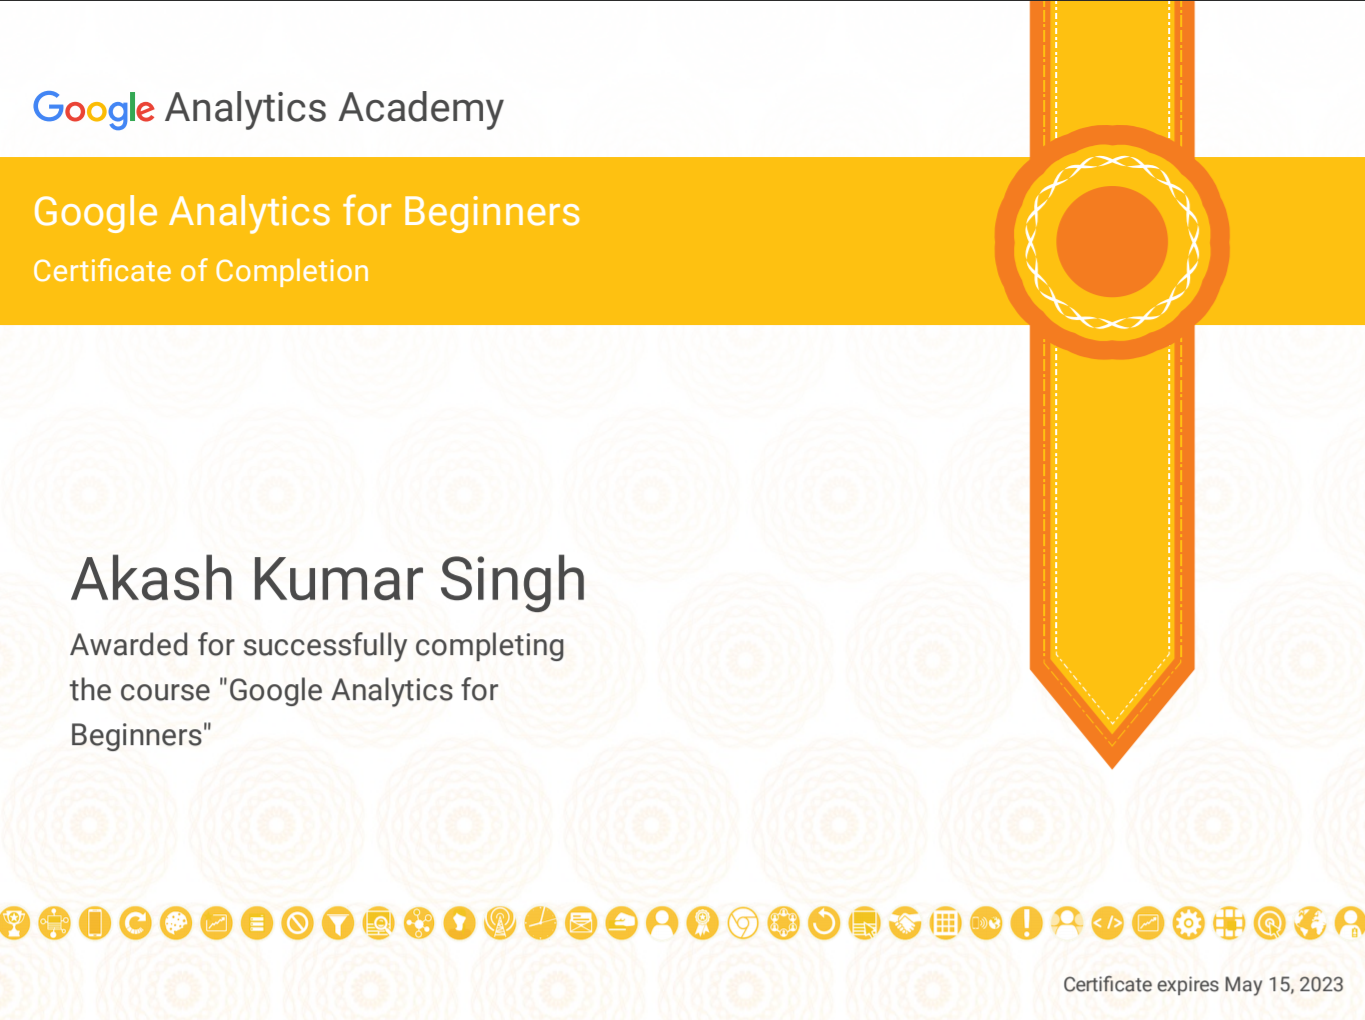 Google Analytics Academy
Google Analytics for Beginners
Certificate of Completion
Akash Kumar Singh
Awarded for successfully completing
the course "Google Analytics for
Beginners"
Certificate expires May 15, 2023